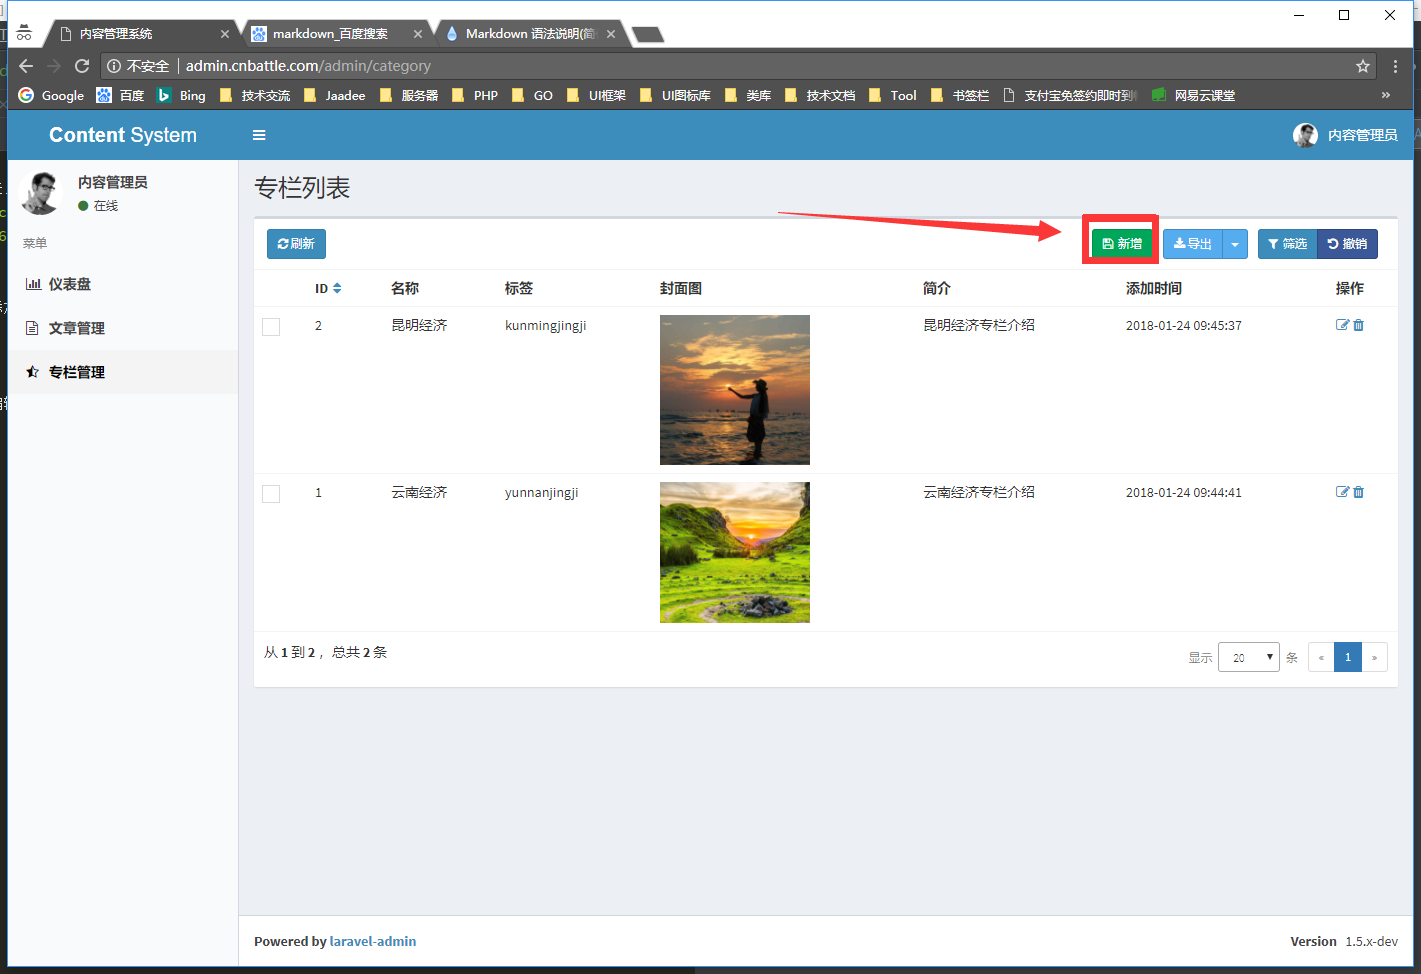 内容管理系统
markdown_百度搜索
Markdown 语法说明(简
不安全 admin.cnbattle.com/admin/category
Google 百度 Bing 技术交流 Jaadee 服务器 PHP GO UI框架 UI图标库 类库 技术文档 Tool 书签栏 支付宝免签约即时到 网易云课堂 »
Content System
内容管理员
内容管理员
在线
菜单
仪表盘
文章管理
专栏管理
专栏列表
刷新 新增 导出 筛选 撤销
ID 名称 标签 封面图 简介 添加时间 操作
2 昆明经济 kunmingjingji 昆明经济专栏介绍 2018-01-24 09:45:37
1 云南经济 yunnanjingji 云南经济专栏介绍 2018-01-24 09:44:41
从 1 到 2 ，总共 2 条
显示 20 条 « 1 »
Powered by laravel-admin
Version 1.5.x-dev